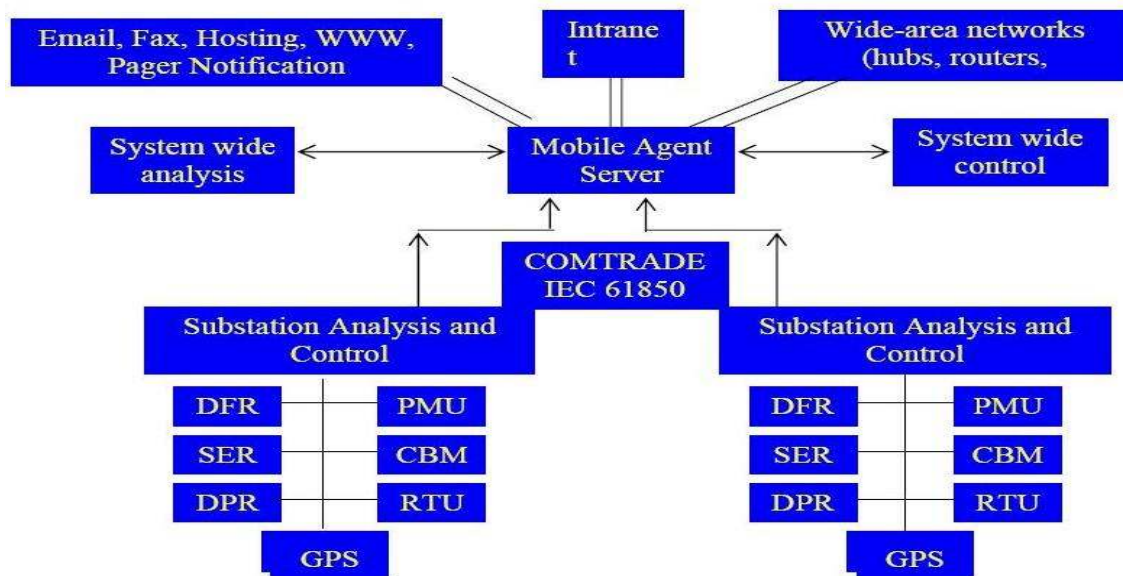 Email, Fax, Hosting, WWW,
Pager Notification
Intrane
t
Wide-area networks
(hubs, routers,
System wide
analysis
Mobile Agent
Server
System wide
control
COMTRADE
IEC 61850
Substation Analysis and
Control
Substation Analysis and
Control
DFR
PMU
SER
CBM
DPR
RTU
GPS
DFR
PMU
SER
CBM
DPR
RTU
GPS